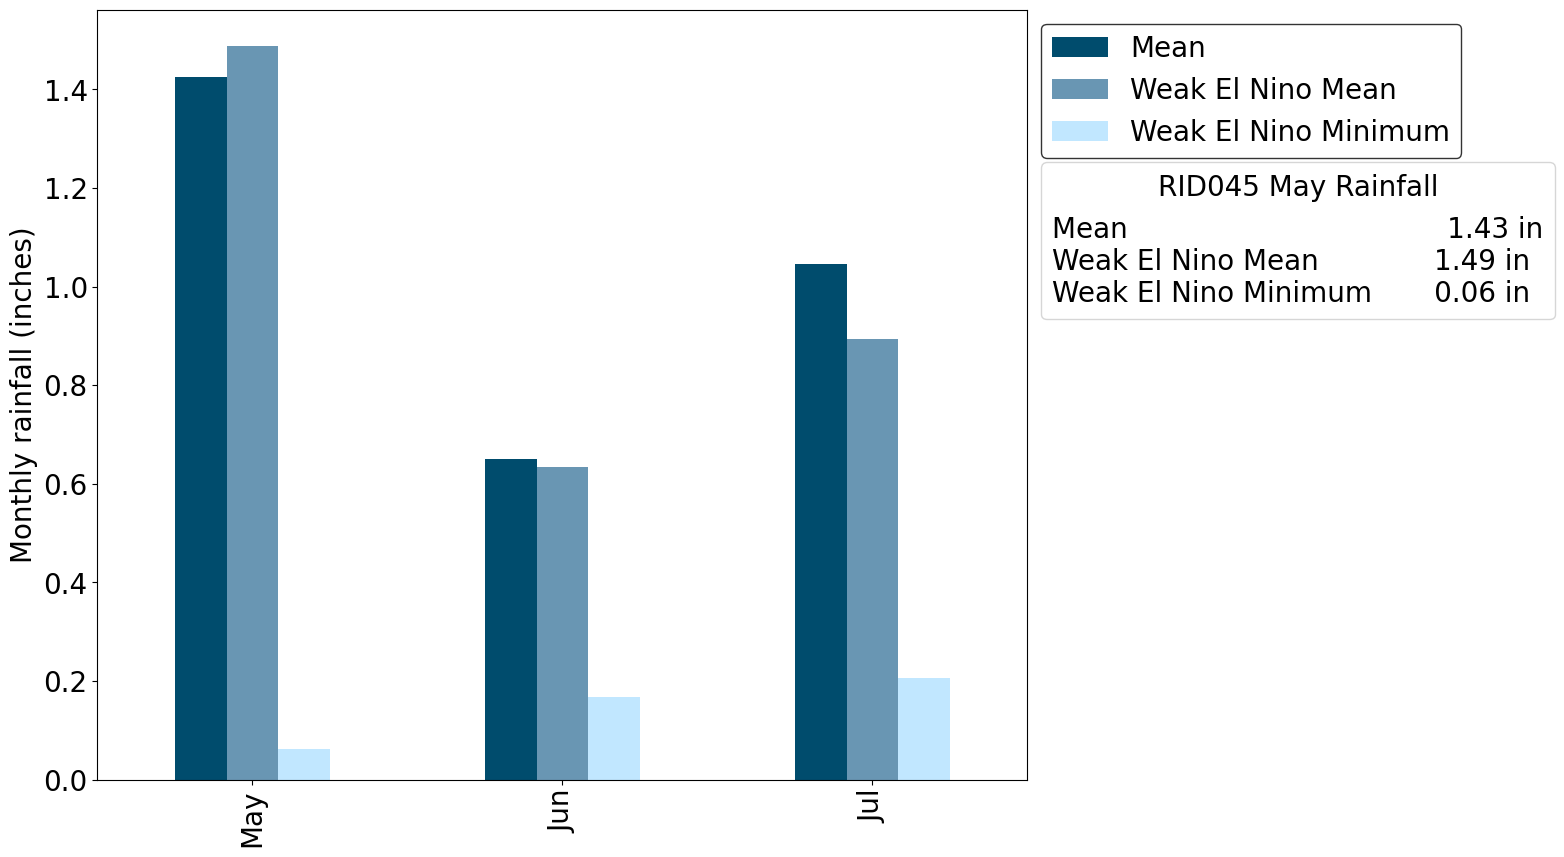 Monthly rainfall (inches)
1.4
1.2
1.0
0.8
0.6
0.4
0.2
0.0
May
Jun
Jul
Mean
Weak El Nino Mean
Weak El Nino Minimum
RID045 May Rainfall
Mean 1.43 in
Weak El Nino Mean 1.49 in
Weak El Nino Minimum 0.06 in